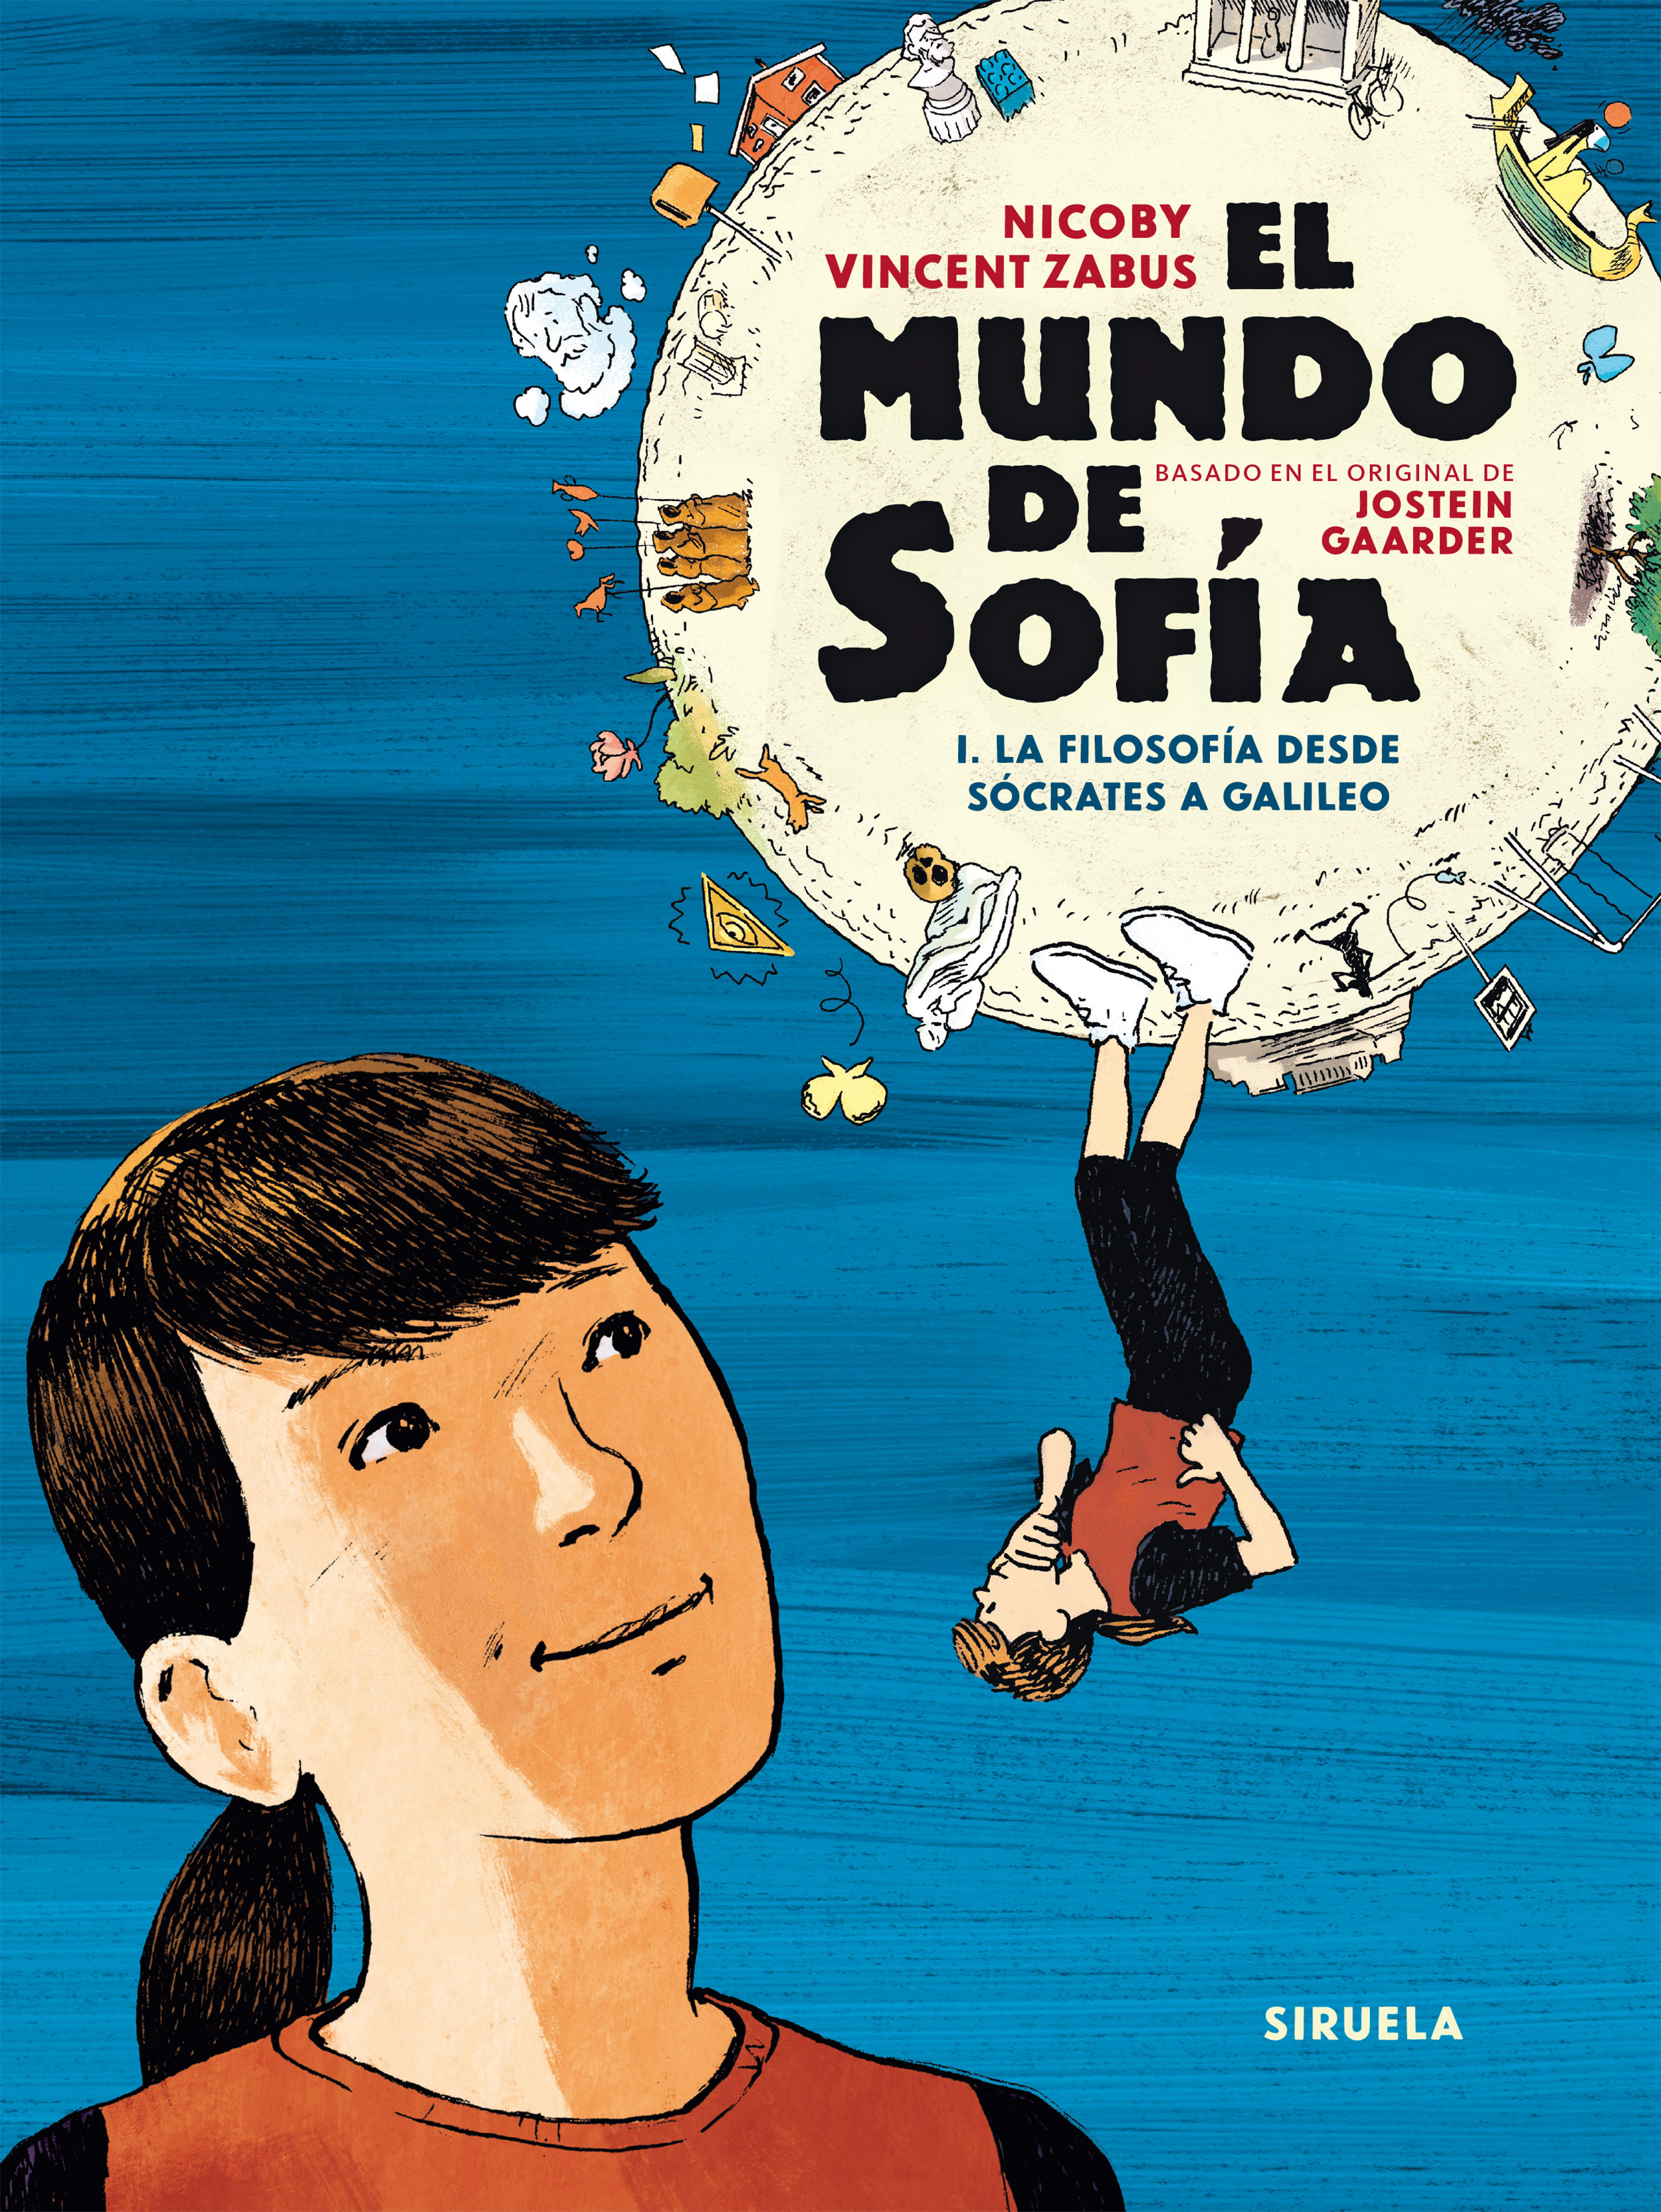 NICOBY
VINCENT ZABUS
EL
MUNDO
DE
BASADO EN EL ORIGINAL DE
JOSTEIN
GAARDER
SOFÍA
I. LA FILOSOFÍA DESDE
SÓCRATES A GALILEO
SIRUELA